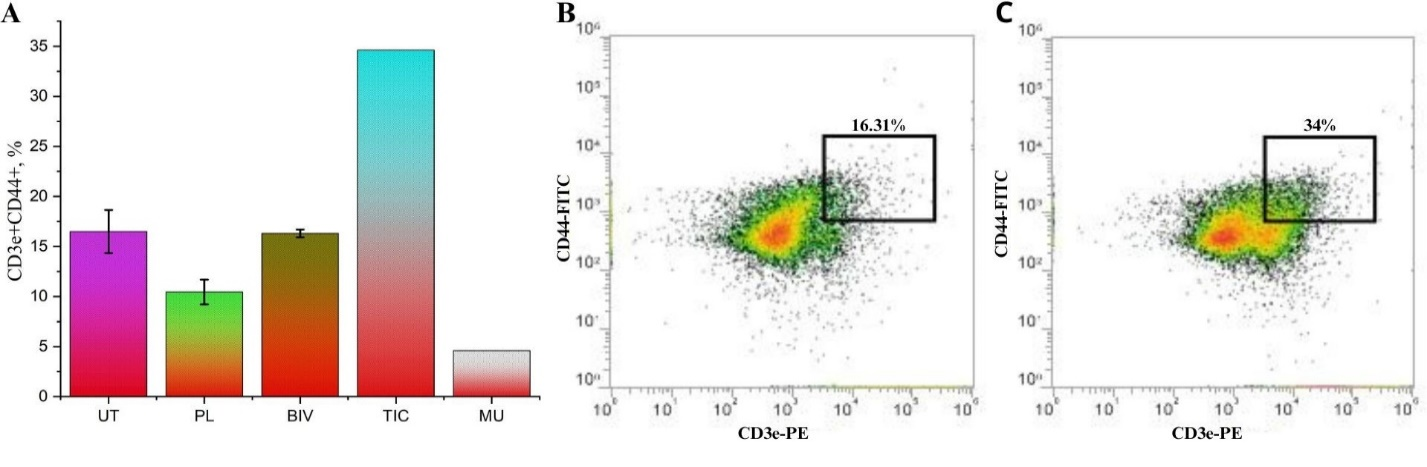 A
CD3e+CD44+, %
35
30
25
20
15
10
5
0
UT PL BIV TIC MU
B
CD44-FITC
10⁶
10⁵
10⁴
10³
10²
10¹
10⁰
16.31%
10⁰ 10¹ 10² 10³ 10⁴ 10⁵ 10⁶
CD3e-PE
C
CD44-FITC
10⁶
10⁵
10⁴
10³
10²
10¹
10⁰
34%
10⁰ 10¹ 10² 10³ 10⁴ 10⁵ 10⁶
CD3e-PE